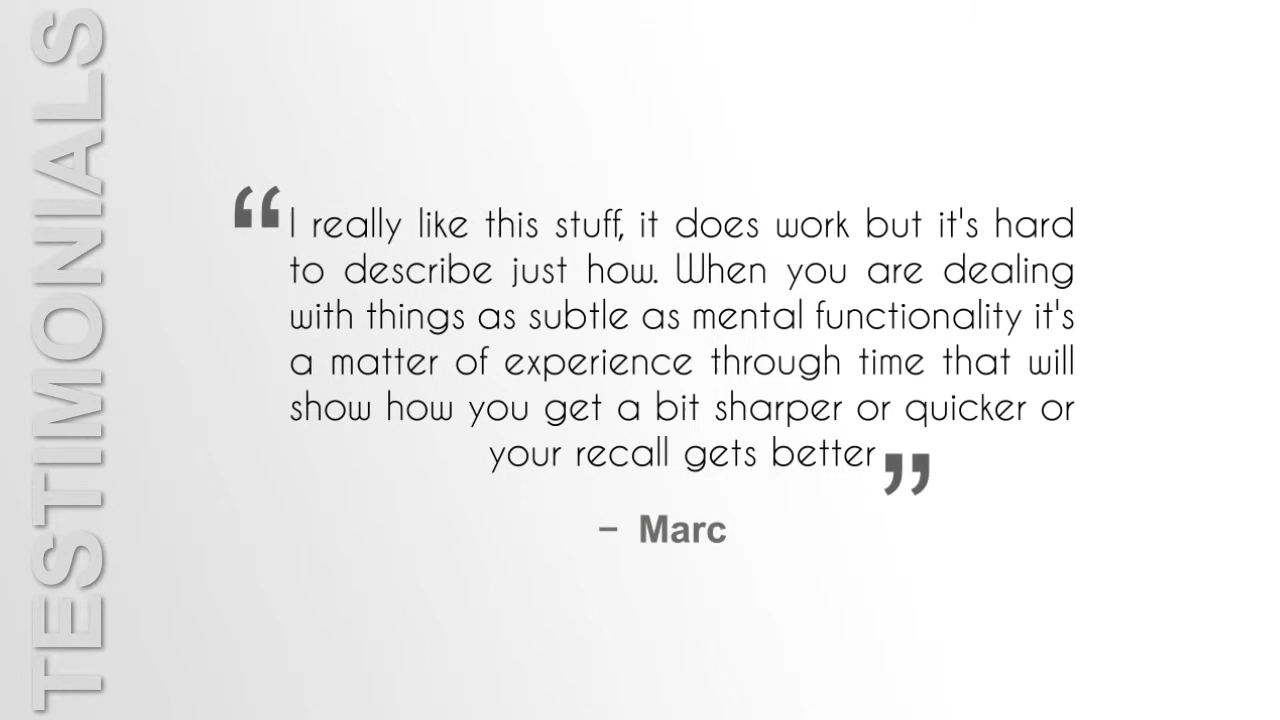 TESTIMONIALS
“I really like this stuff, it does work but it's hard
to describe just how. When you are dealing
with things as subtle as mental functionality it's
a matter of experience through time that will
show how you get a bit sharper or quicker or
your recall gets better”
– Marc